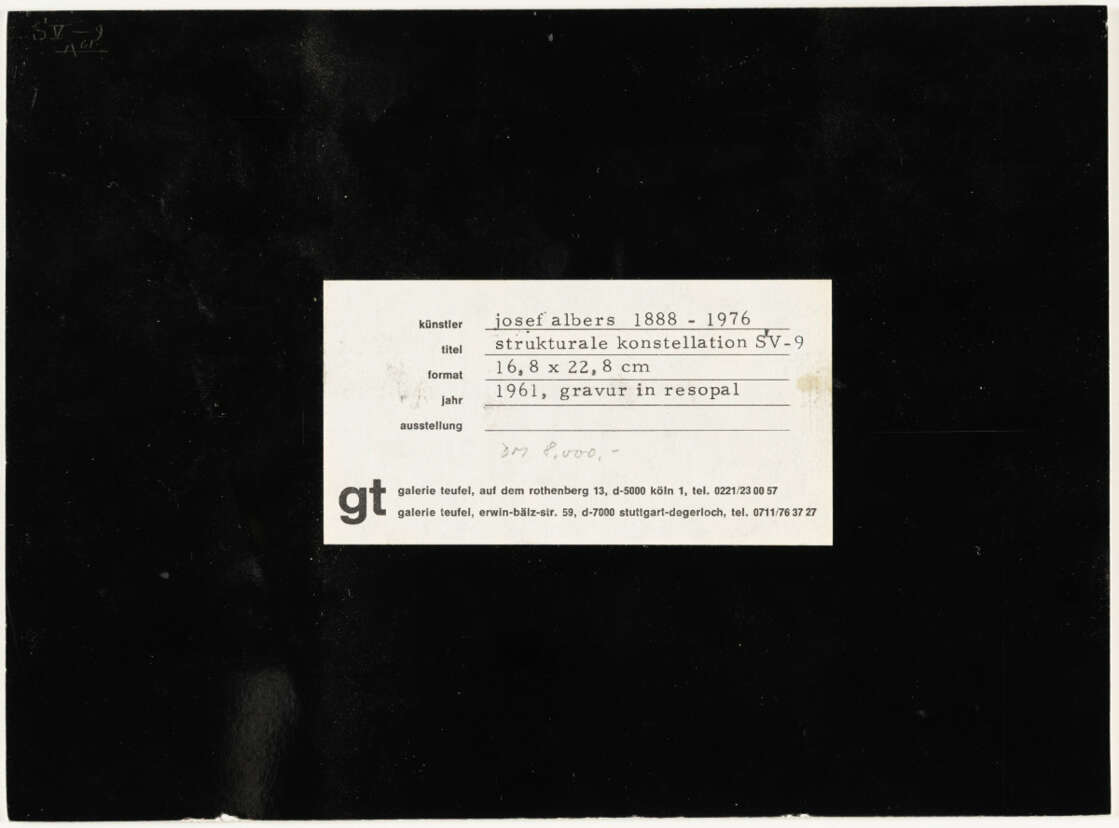 SV-9
künstler josef albers 1888 - 1976
titel strukturale konstellation SV-9
format 16,8 x 22,8 cm
jahr 1961, gravur in resopal
ausstellung
DM 8.000,-
gt
galerie teufel, auf dem rothenberg 13, d-5000 köln 1, tel. 0221/23 00 57
galerie teufel, erwin-bälz-str. 59, d-7000 stuttgart-degerloch, tel. 0711/76 37 27